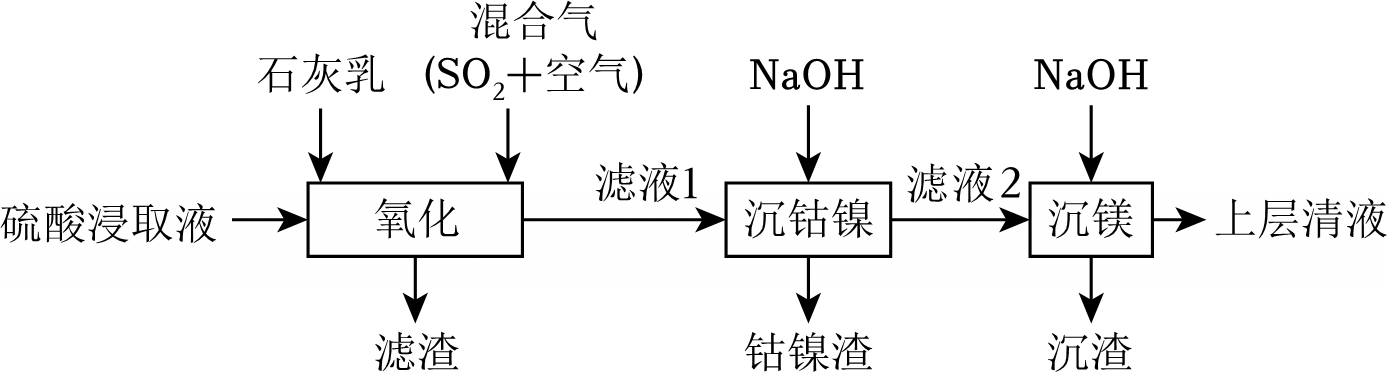 混合气
石灰乳
(SO₂+空气)
NaOH
NaOH
硫酸浸取液
氧化
滤液1
沉钴镍
滤液2
沉镁
上层清液
滤渣
钴镍渣
沉渣